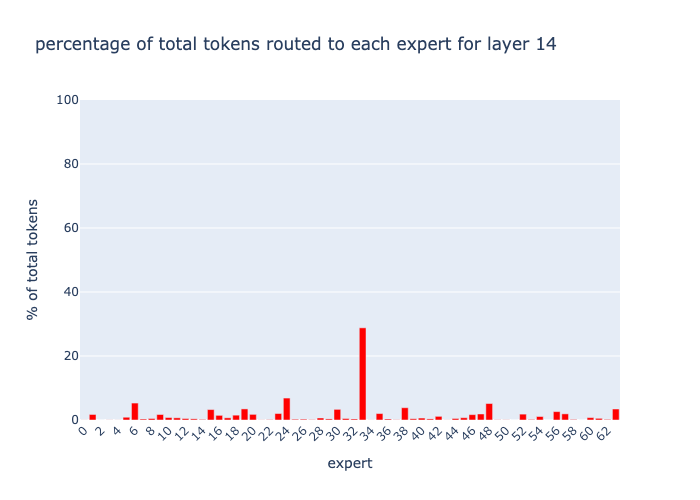 percentage of total tokens routed to each expert for layer 14
100
80
60
40
20
0
% of total tokens
0 2 4 6 8 10 12 14 16 18 20 22 24 26 28 30 32 34 36 38 40 42 44 46 48 50 52 54 56 58 60 62
expert